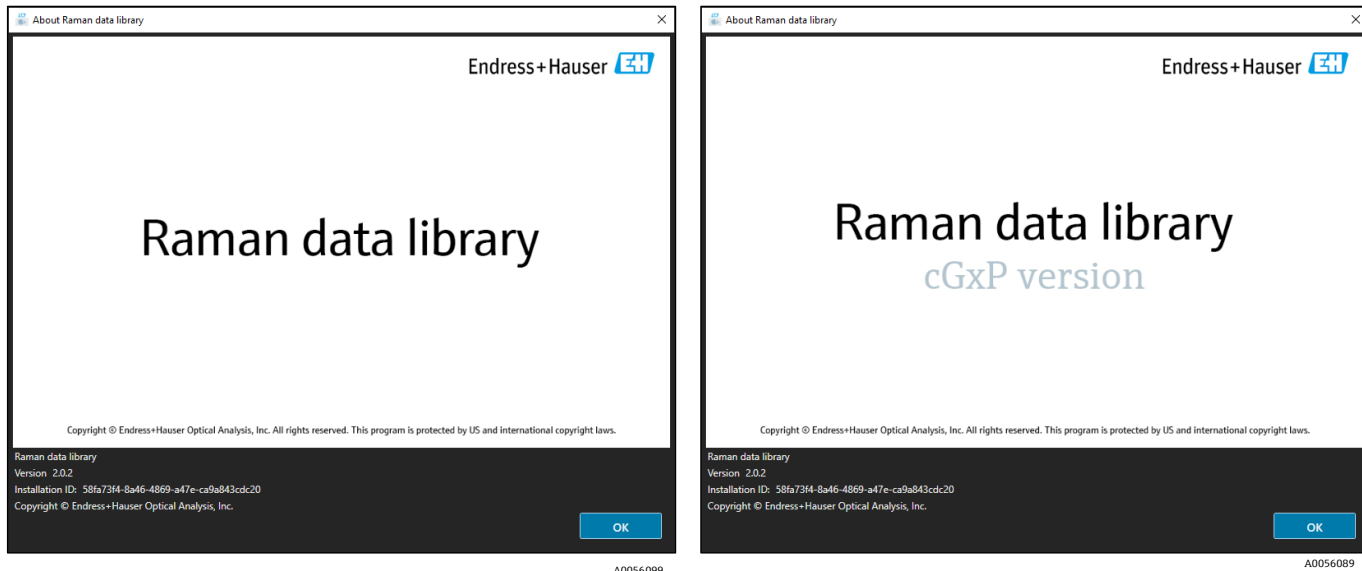 About Raman data library
Endress+Hauser EH
Raman data library
Copyright © Endress+Hauser Optical Analysis, Inc. All rights reserved. This program is protected by US and international copyright laws.
Raman data library
Version 2.0.2
Installation ID: 58fa73f4-8a46-4869-a47e-ca9a843cdc20
Copyright © Endress+Hauser Optical Analysis, Inc.
OK
A0056099
About Raman data library
Endress+Hauser EH
Raman data library
cGxP version
Copyright © Endress+Hauser Optical Analysis, Inc. All rights reserved. This program is protected by US and international copyright laws.
Raman data library
Version 2.0.2
Installation ID: 58fa73f4-8a46-4869-a47e-ca9a843cdc20
Copyright © Endress+Hauser Optical Analysis, Inc.
OK
A0056089